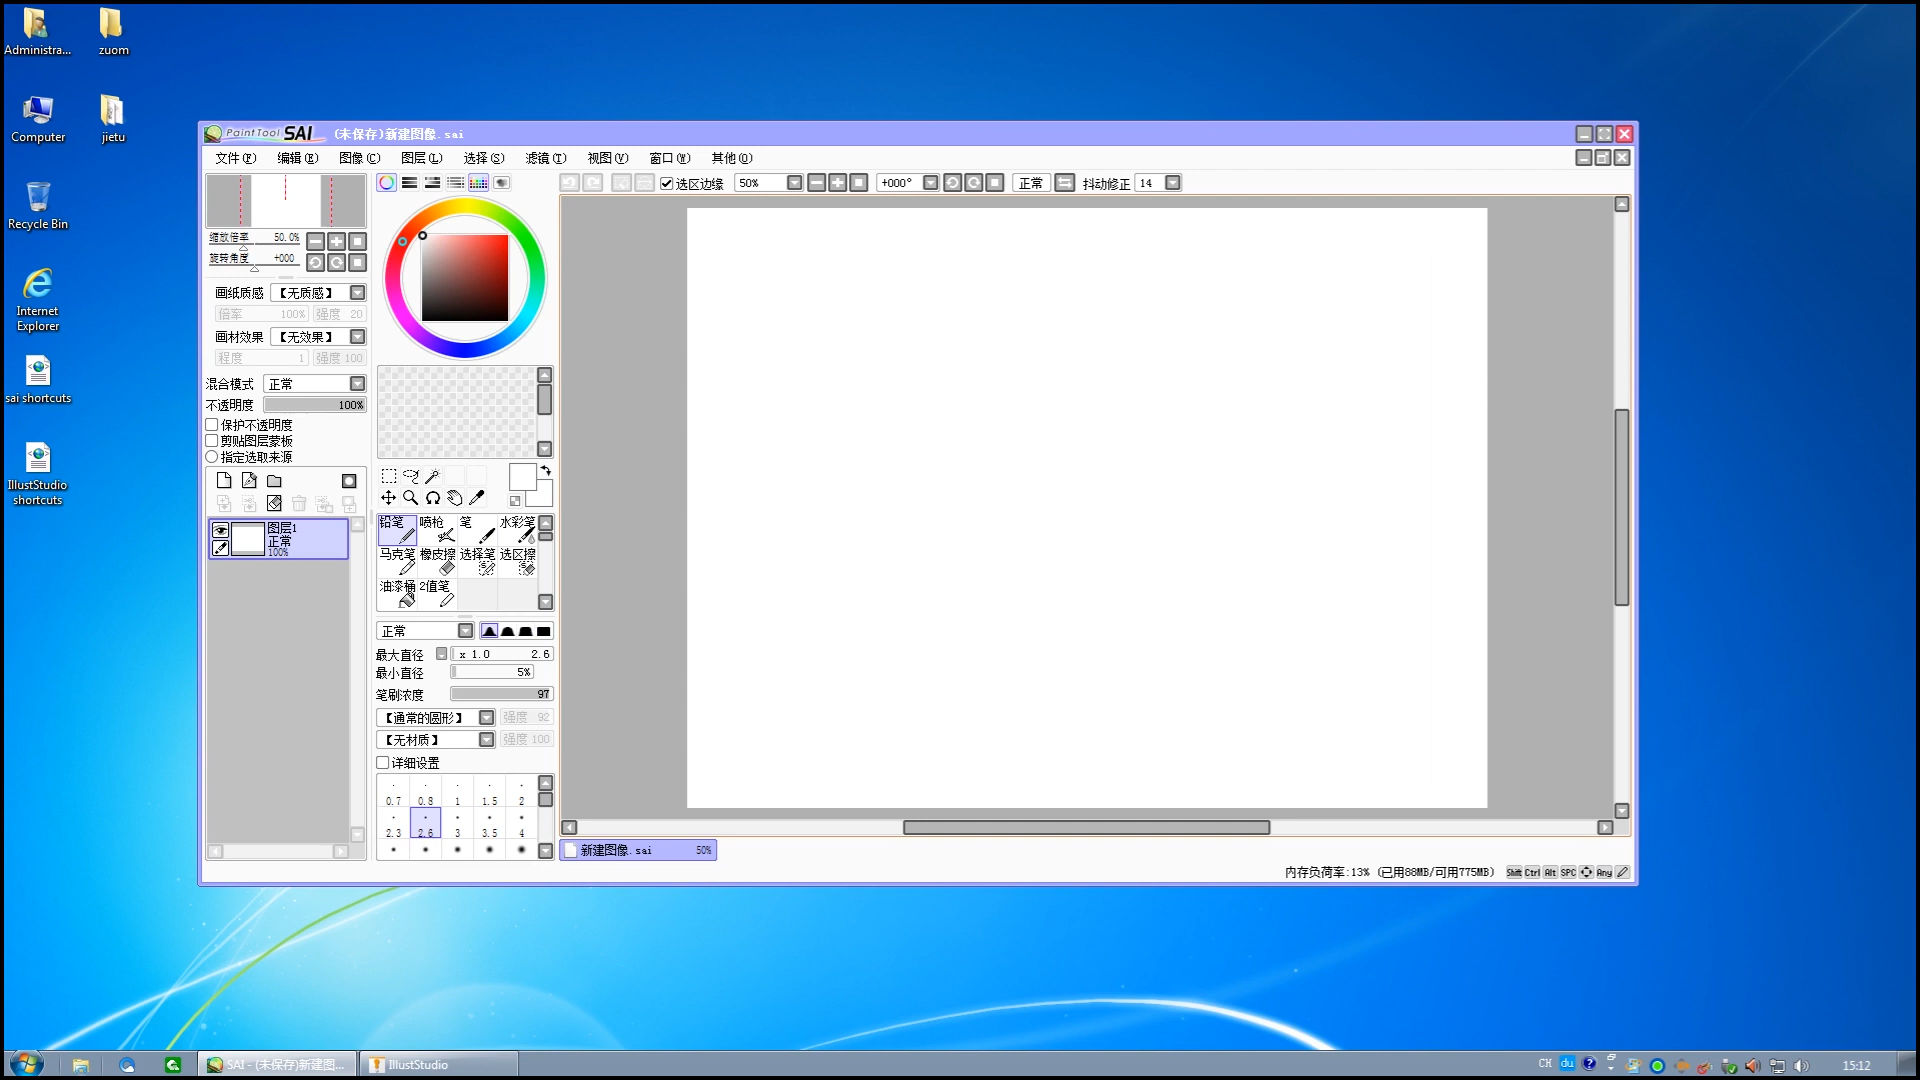 Administra...
zuom
Computer
jietu
Recycle Bin
Internet
Explorer
sai shortcuts
IllustStudio
shortcuts
PaintTool SAI (未保存)新建图像.sai
文件(F) 编辑(E) 图像(C) 图层(L) 选择(S) 滤镜(T) 视图(V) 窗口(W) 其他(O)
选区边缘 50% +000° 正常 抖动修正 14
缩放倍率 50.0%
旋转角度 +000
画纸质感 【无质感】
倍率 100% 强度 20
画材效果 【无效果】
程度 1 强度 100
混合模式 正常
不透明度 100%
保护不透明度
剪贴图层蒙板
指定选取来源
图层1
正常
100%
铅笔 喷枪 笔 水彩笔
马克笔 橡皮擦 选择笔 选区擦
油漆桶 2值笔
正常
最大直径 x 1.0 2.6
最小直径 5%
笔刷浓度 97
【通常的圆形】 强度 92
【无材质】 强度 100
详细设置
0.7 0.8 1 1.5 2
2.3 2.6 3 3.5 4
新建图像.sai 50%
内存负荷率:13% (已用88MB/可用775MB) Shift Ctrl Alt SPC Any
SAI - (未保存)新建图...
IllustStudio
CH du 15:12